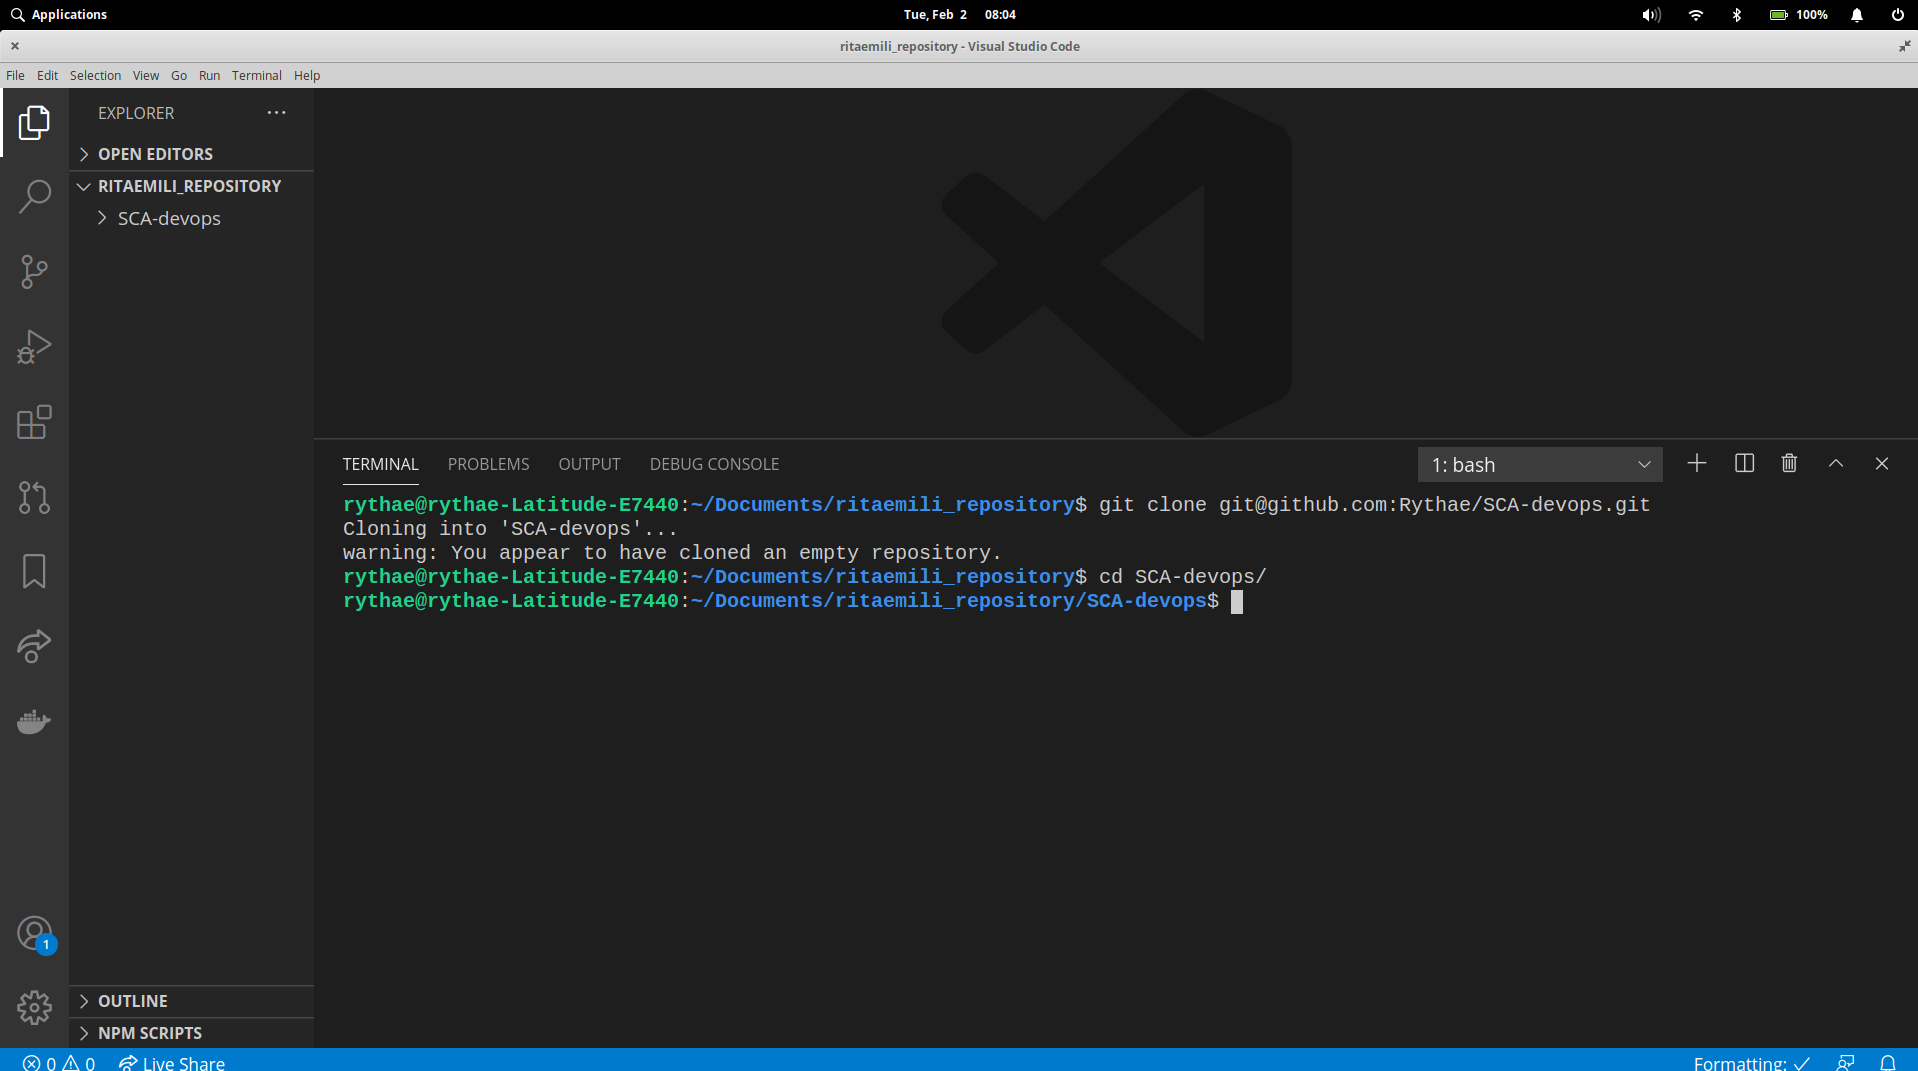 Applications
Tue, Feb 2 08:04
100%
ritaemili_repository - Visual Studio Code
File Edit Selection View Go Run Terminal Help
EXPLORER
OPEN EDITORS
RITAEMILI_REPOSITORY
SCA-devops
TERMINAL PROBLEMS OUTPUT DEBUG CONSOLE
1: bash
rythae@rythae-Latitude-E7440:~/Documents/ritaemili_repository$ git clone git@github.com:Rythae/SCA-devops.git
Cloning into 'SCA-devops'...
warning: You appear to have cloned an empty repository.
rythae@rythae-Latitude-E7440:~/Documents/ritaemili_repository$ cd SCA-devops/
rythae@rythae-Latitude-E7440:~/Documents/ritaemili_repository/SCA-devops$
1
OUTLINE
NPM SCRIPTS
0 0 Live Share
Formatting: ✓